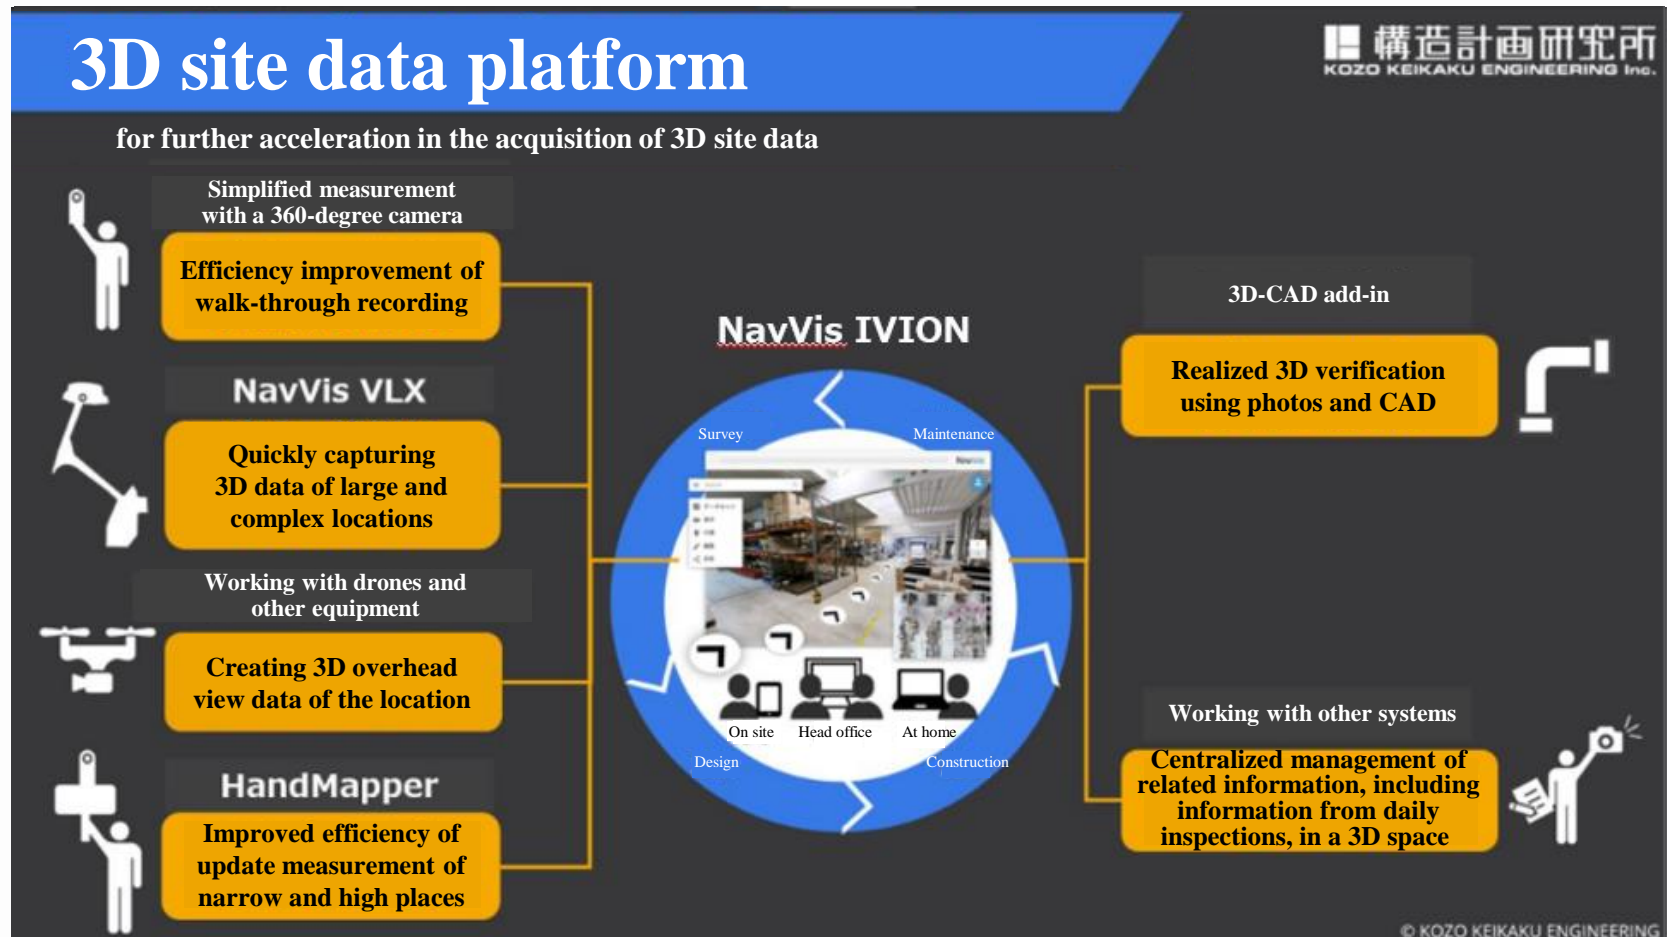 3D site data platform
構造計画研究所
KOZO KEIKAKU ENGINEERING Inc.
for further acceleration in the acquisition of 3D site data
Simplified measurement
with a 360-degree camera
Efficiency improvement of
walk-through recording
NavVis VLX
Quickly capturing
3D data of large and
complex locations
Working with drones and
other equipment
Creating 3D overhead
view data of the location
HandMapper
Improved efficiency of
update measurement of
narrow and high places
NavVis IVION
Survey
Maintenance
On site
Head office
At home
Design
Construction
3D-CAD add-in
Realized 3D verification
using photos and CAD
Working with other systems
Centralized management of
related information, including
information from daily
inspections, in a 3D space
© KOZO KEIKAKU ENGINEERING